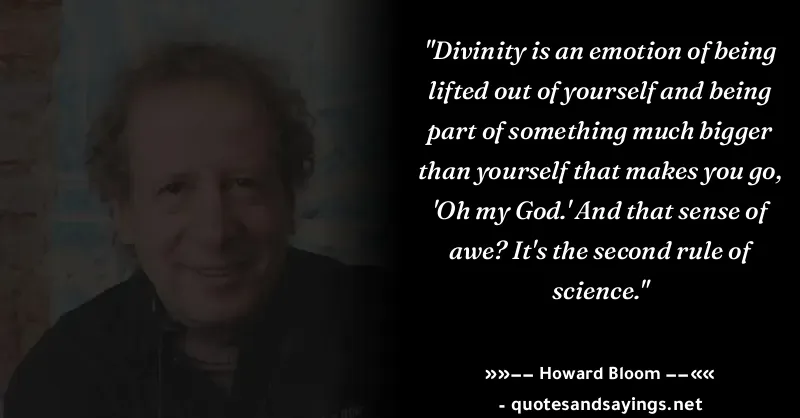 "Divinity is an emotion of being
lifted out of yourself and being
part of something much bigger
than yourself that makes you go,
'Oh my God.' And that sense of
awe? It's the second rule of
science."
»»−− Howard Bloom −−««
- quotesandsayings.net